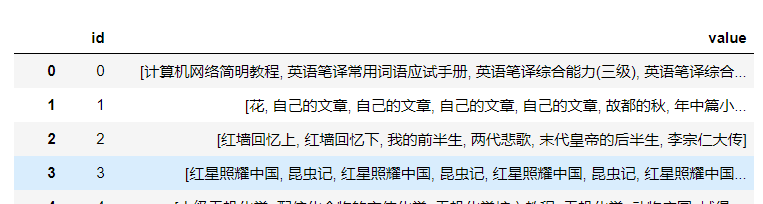 id value
0 0 [计算机网络简明教程, 英语笔译常用词语应试手册, 英语笔译综合能力(三级), 英语笔译综合...
1 1 [花, 自己的文章, 自己的文章, 自己的文章, 自己的文章, 故都的秋, 年中篇小...
2 2 [红墙回忆上, 红墙回忆下, 我的前半生, 两代悲歌, 末代皇帝的后半生, 李宗仁大传]
3 3 [红星照耀中国, 昆虫记, 红星照耀中国, 昆虫记, 红星照耀中国, 昆虫记, 红星照耀中国...